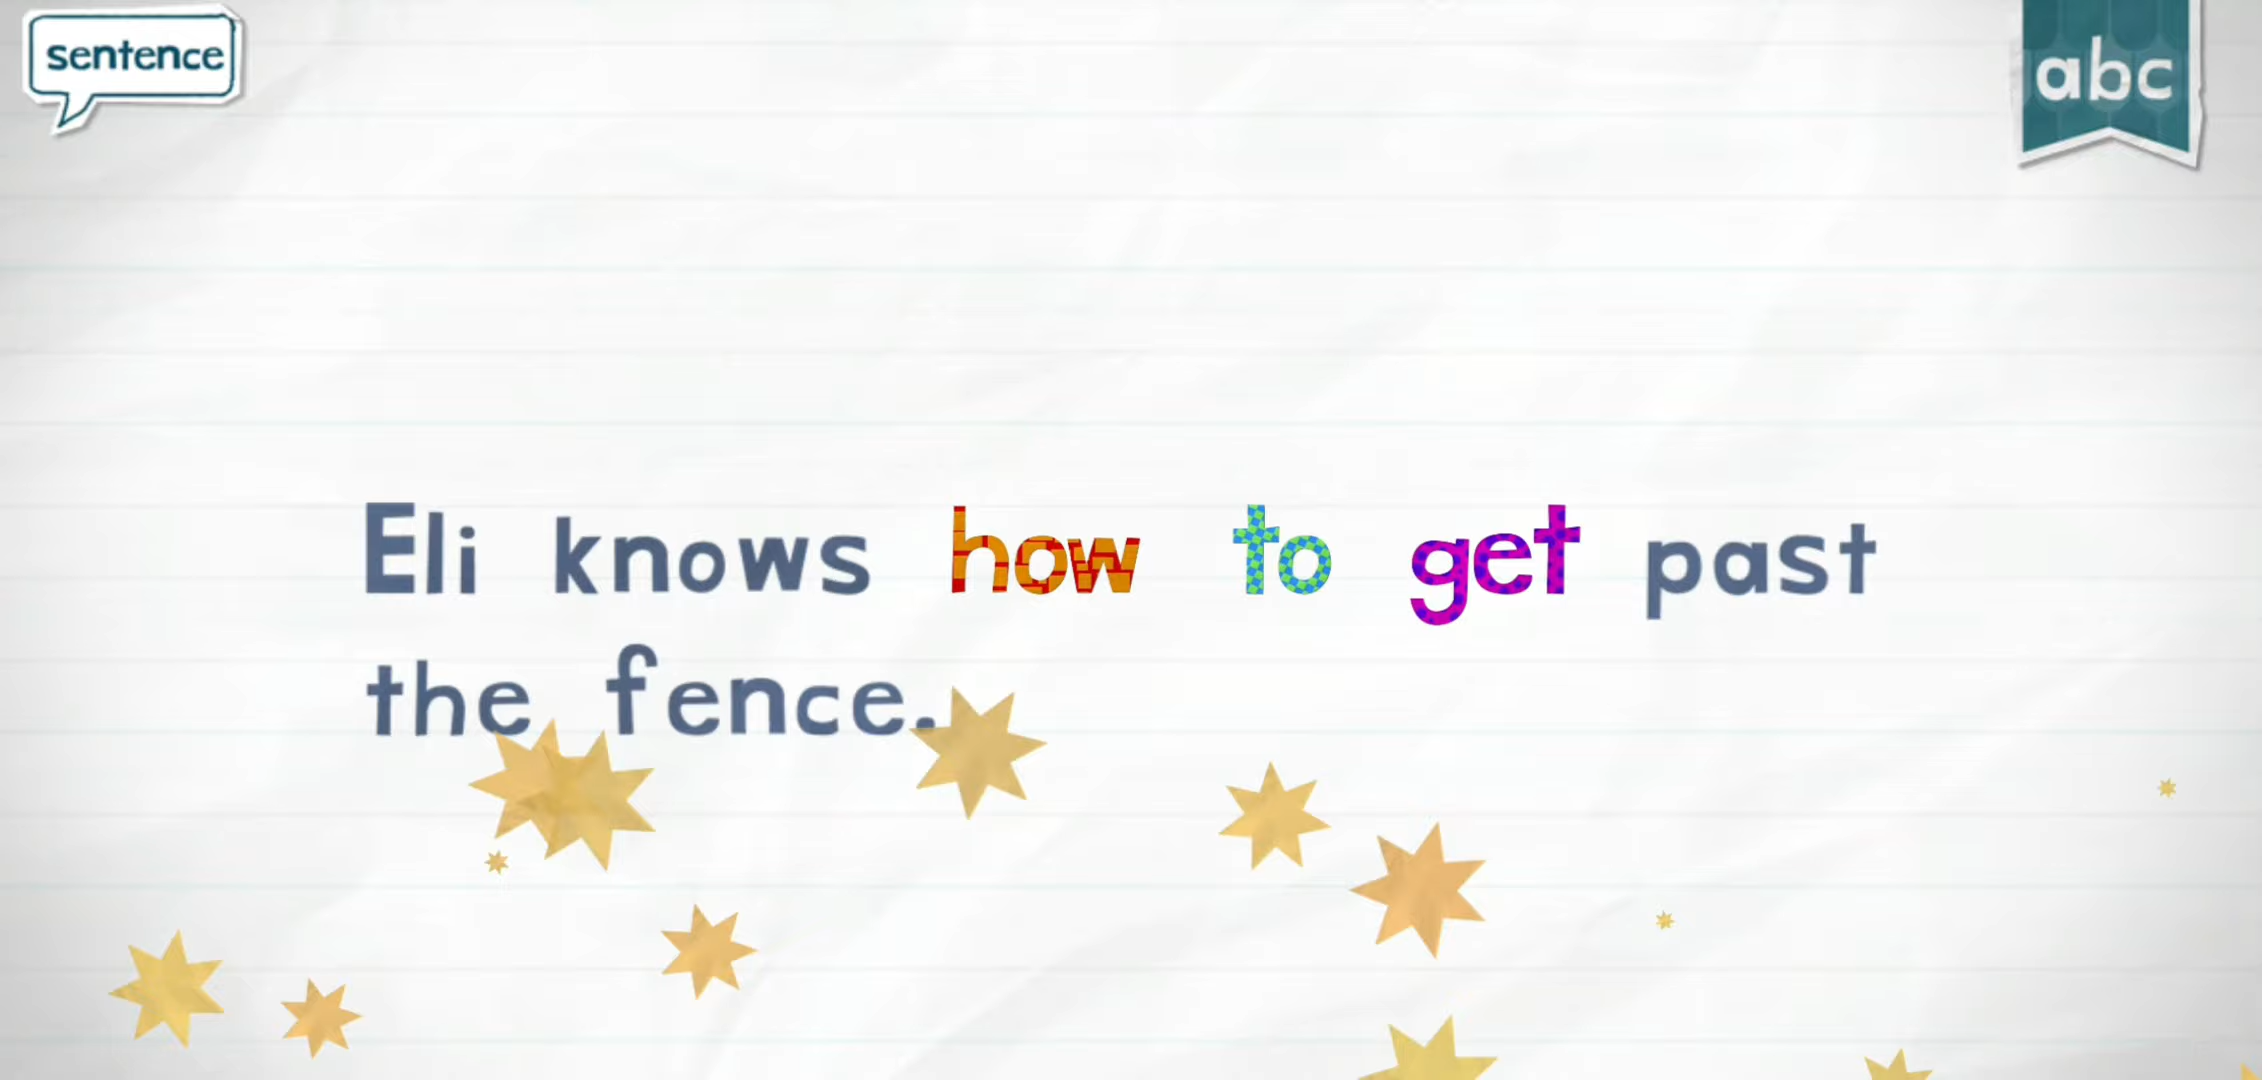 sentence
abc
Eli knows how to get past
the fence.